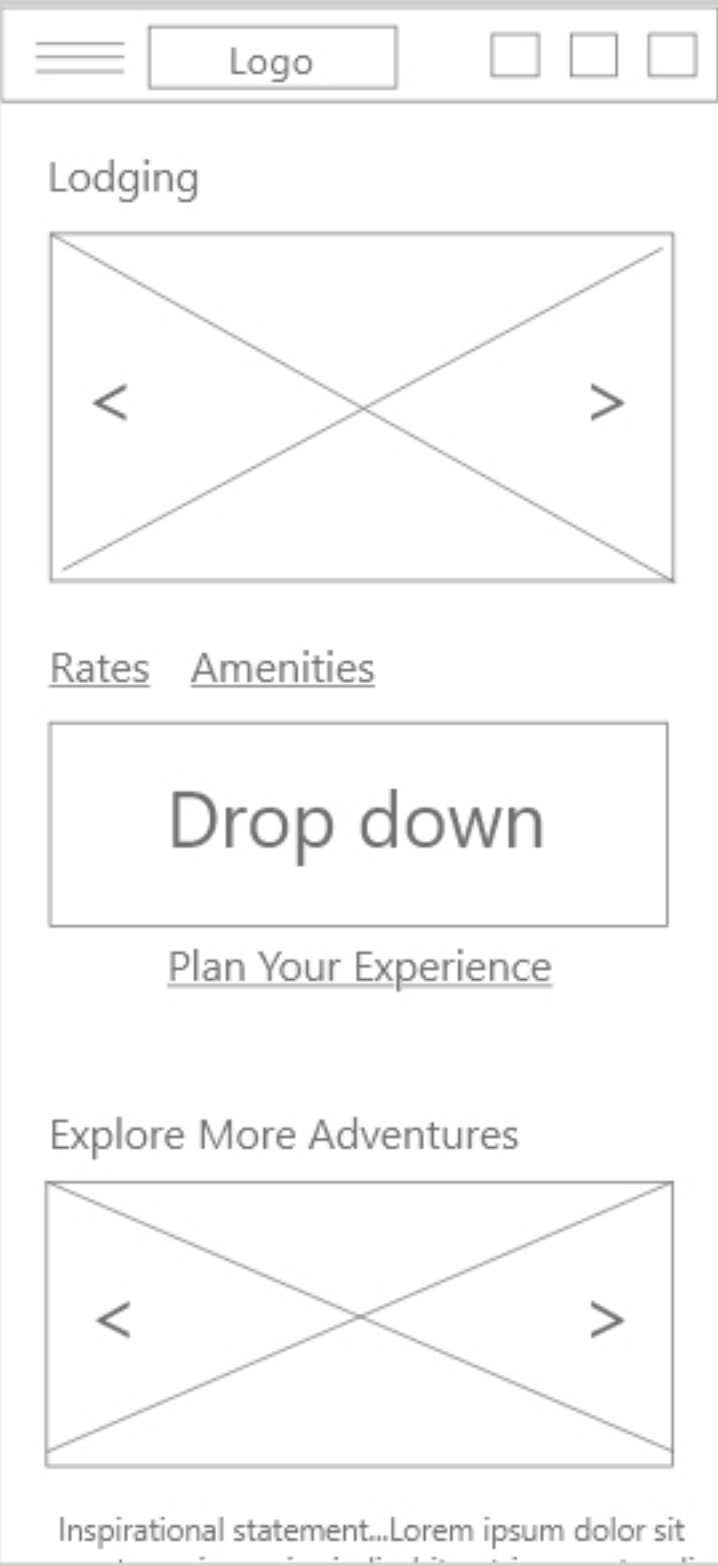 Logo
Lodging
<
>
Rates Amenities
Drop down
Plan Your Experience
Explore More Adventures
<
>
Inspirational statement...Lorem ipsum dolor sit